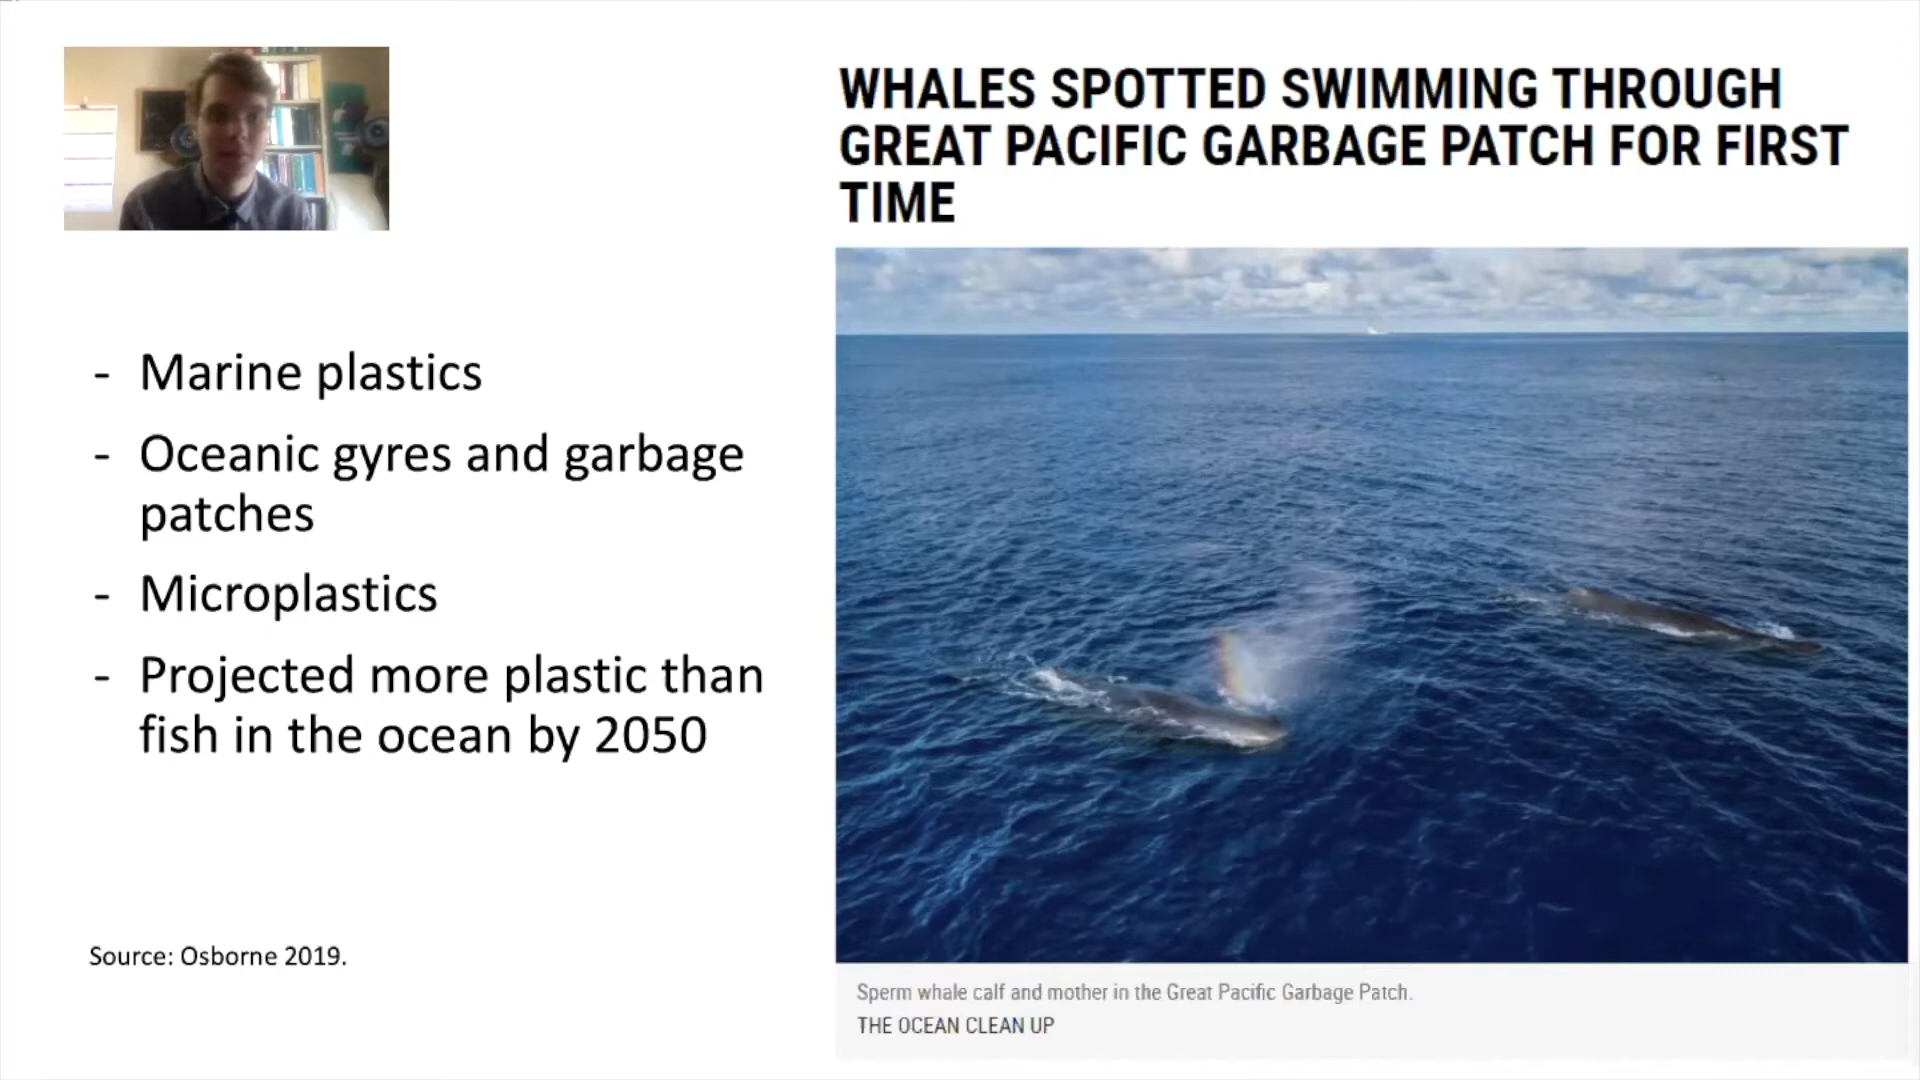 WHALES SPOTTED SWIMMING THROUGH
GREAT PACIFIC GARBAGE PATCH FOR FIRST
TIME
- Marine plastics
- Oceanic gyres and garbage
patches
- Microplastics
- Projected more plastic than
fish in the ocean by 2050
Source: Osborne 2019.
Sperm whale calf and mother in the Great Pacific Garbage Patch.
THE OCEAN CLEAN UP